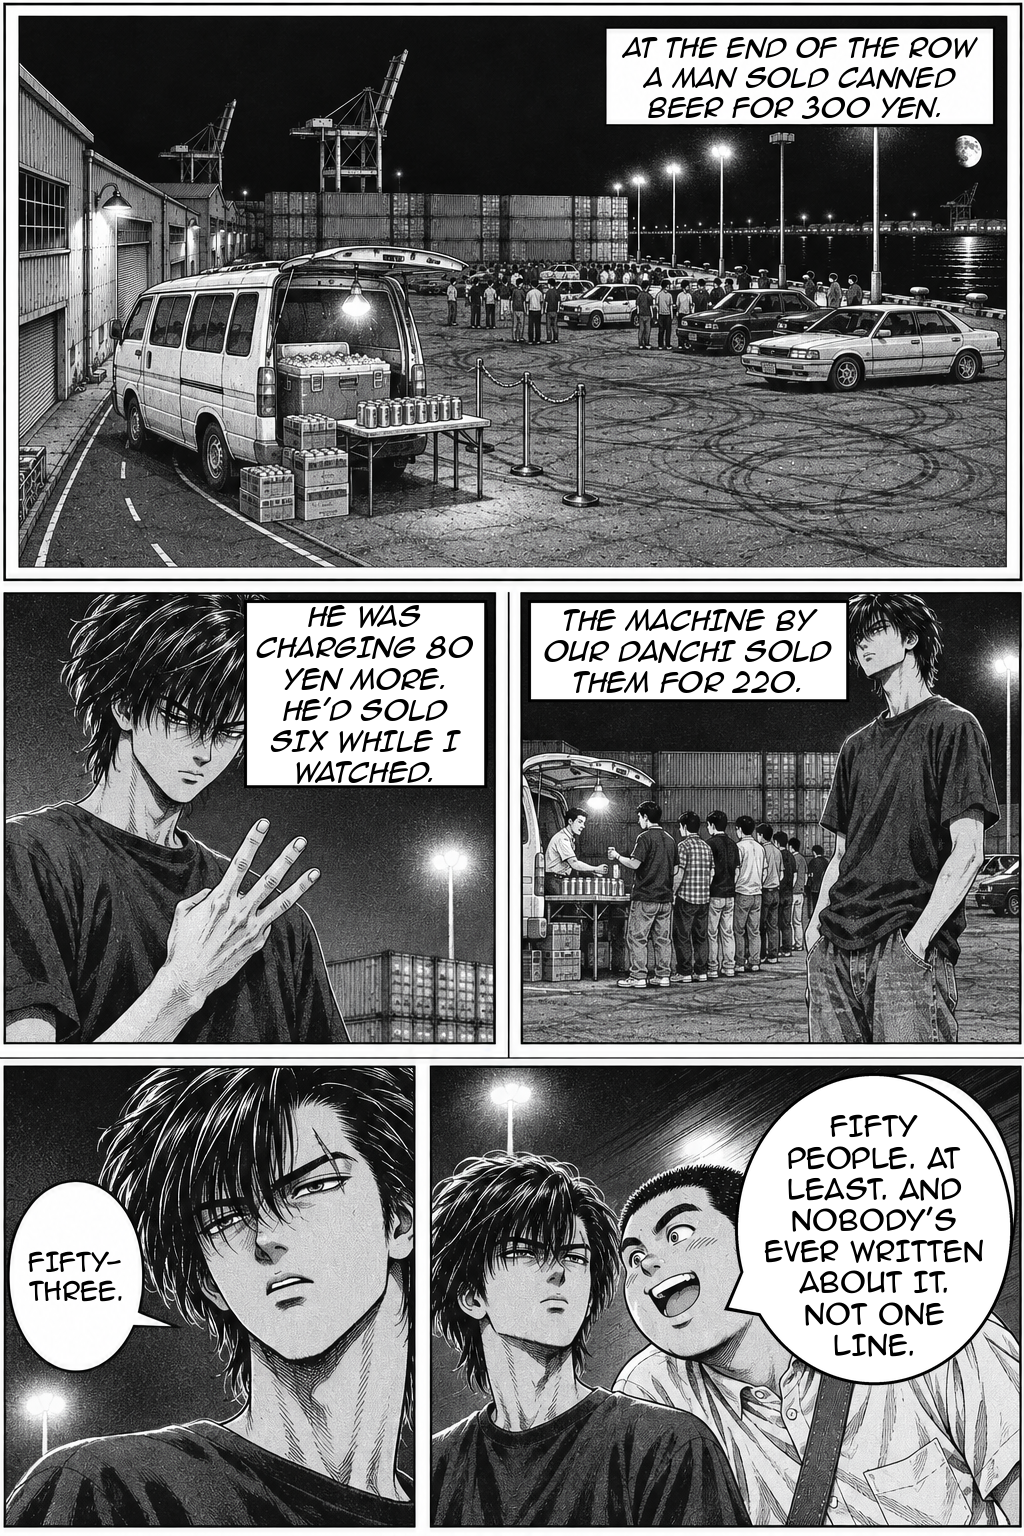 AT THE END OF THE ROW
A MAN SOLD CANNED
BEER FOR 300 YEN.
THE MACHINE BY
OUR DANCHI SOLD
THEM FOR 220.
HE WAS
CHARGING 80
YEN MORE.
HE'D SOLD
SIX WHILE I
WATCHED.
FIFTY
PEOPLE. AT
LEAST. AND
NOBODY'S
EVER WRITTEN
ABOUT IT.
NOT ONE
LINE.
FIFTY-
THREE.